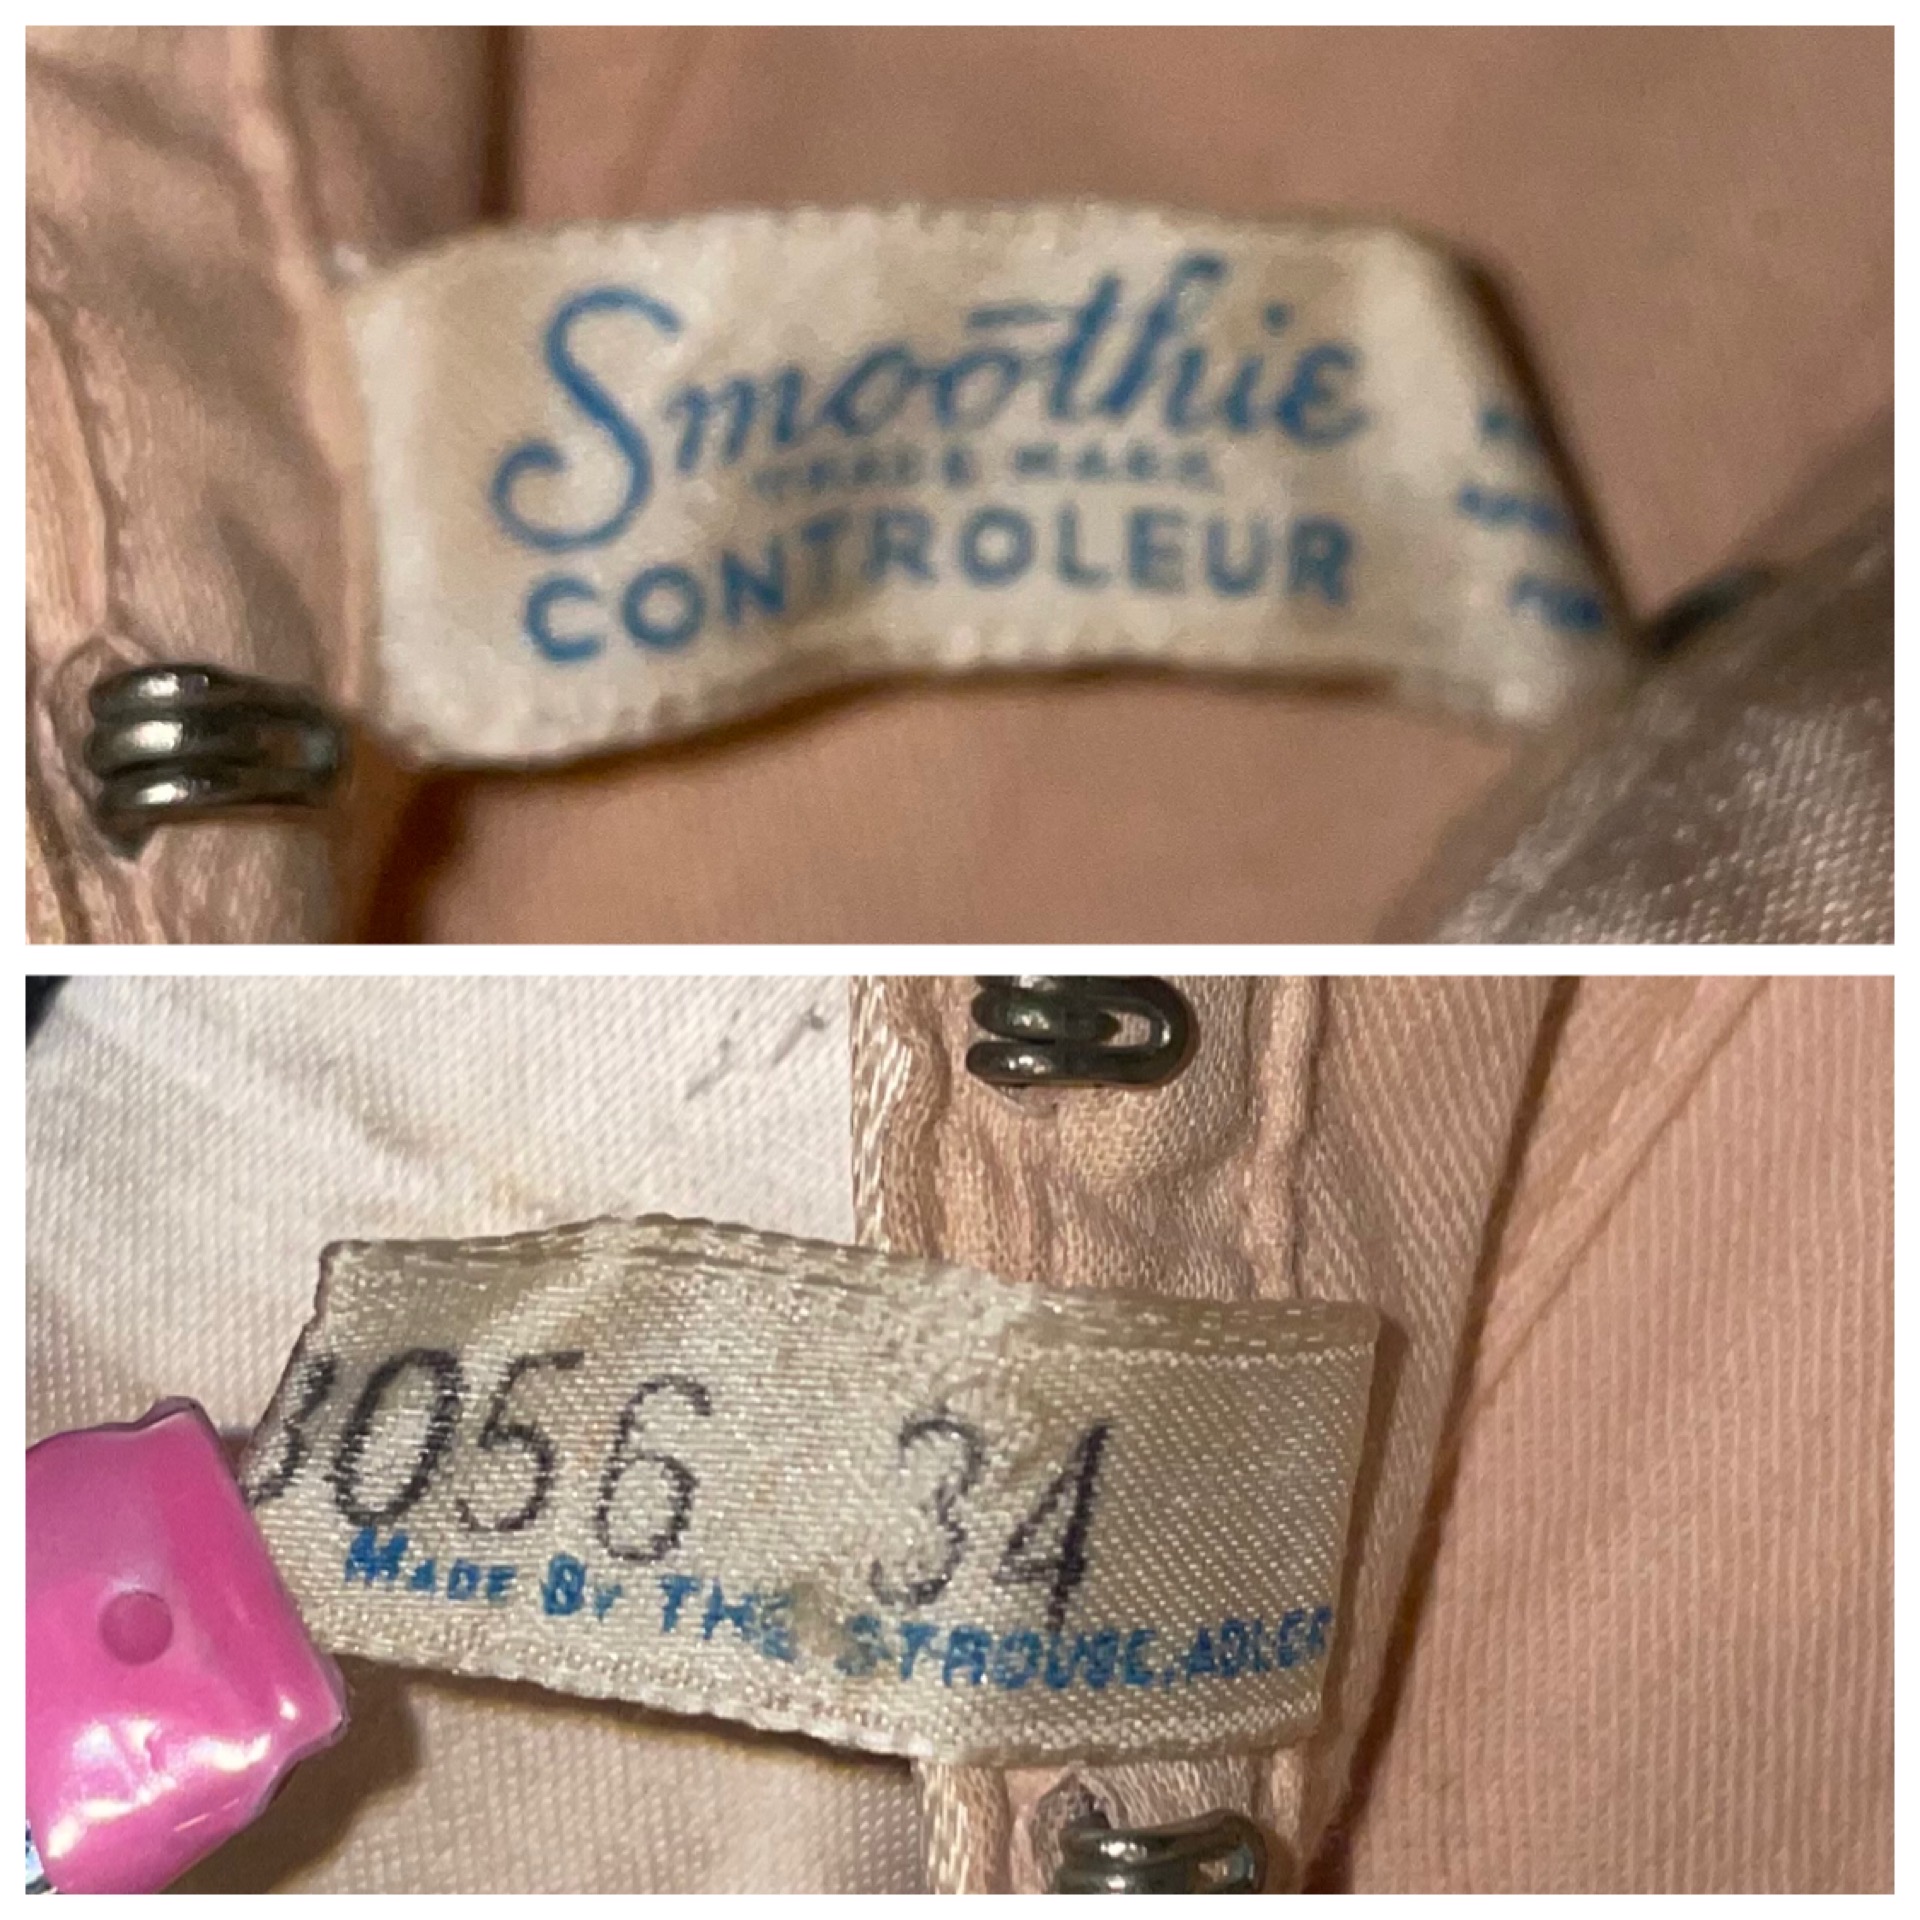 Smoothie
TRADE MARK
CONTROLEUR
3056 34
MADE BY THE STROUSE, ADLER